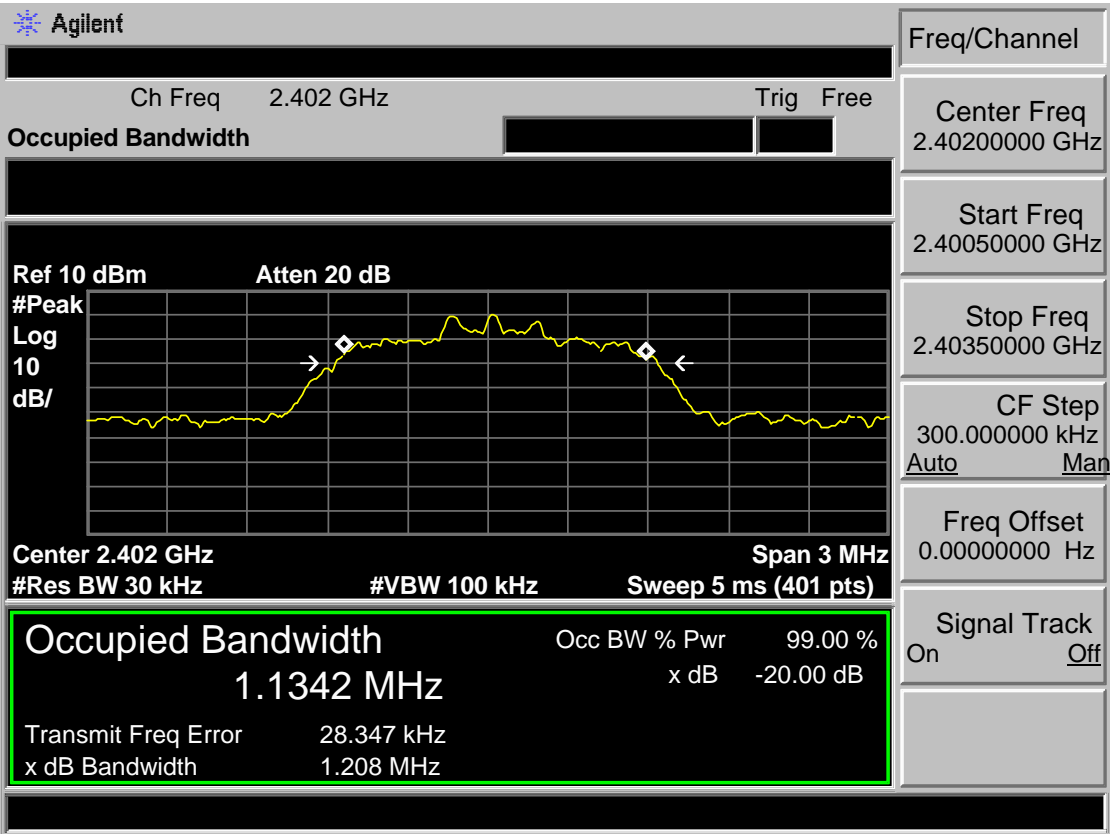 Agilent
Freq/Channel
Ch Freq 2.402 GHz Trig Free
Occupied Bandwidth
Center Freq
2.40200000 GHz
Start Freq
2.40050000 GHz
Stop Freq
2.40350000 GHz
CF Step
300.000000 kHz
Auto Man
Freq Offset
0.00000000 Hz
Signal Track
On Off
Ref 10 dBm Atten 20 dB
#Peak
Log
10
dB/
Center 2.402 GHz Span 3 MHz
#Res BW 30 kHz #VBW 100 kHz Sweep 5 ms (401 pts)
Occupied Bandwidth
1.1342 MHz
Occ BW % Pwr 99.00 %
x dB -20.00 dB
Transmit Freq Error 28.347 kHz
x dB Bandwidth 1.208 MHz